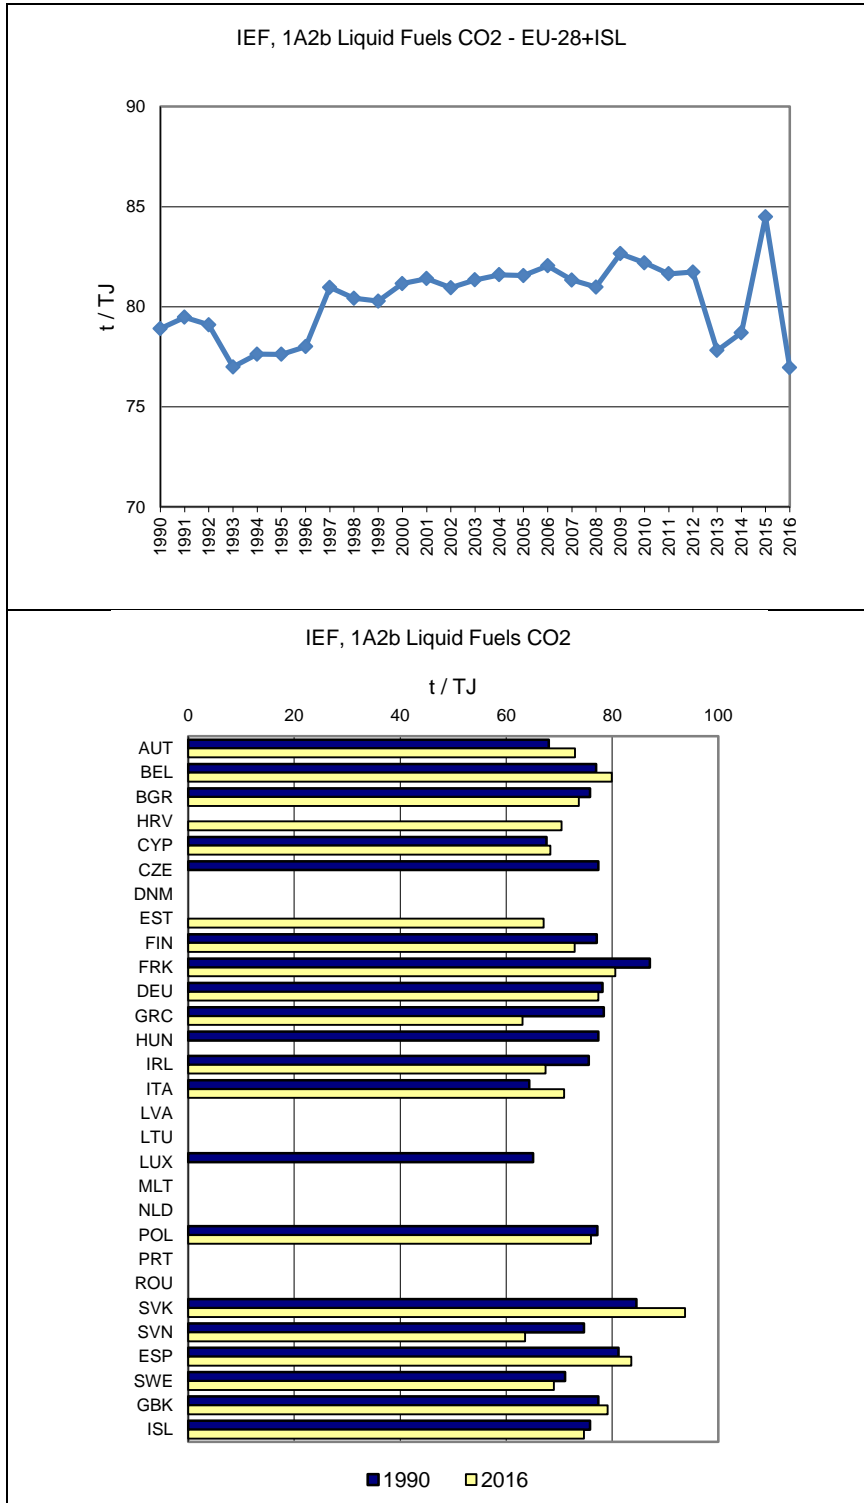 IEF, 1A2b Liquid Fuels CO2 - EU-28+ISL
90
85
80
75
70
t / TJ
1990
1991
1992
1993
1994
1995
1996
1997
1998
1999
2000
2001
2002
2003
2004
2005
2006
2007
2008
2009
2010
2011
2012
2013
2014
2015
2016
IEF, 1A2b Liquid Fuels CO2
t / TJ
0 20 40 60 80 100
AUT
BEL
BGR
HRV
CYP
CZE
DNM
EST
FIN
FRK
DEU
GRC
HUN
IRL
ITA
LVA
LTU
LUX
MLT
NLD
POL
PRT
ROU
SVK
SVN
ESP
SWE
GBK
ISL
1990 2016